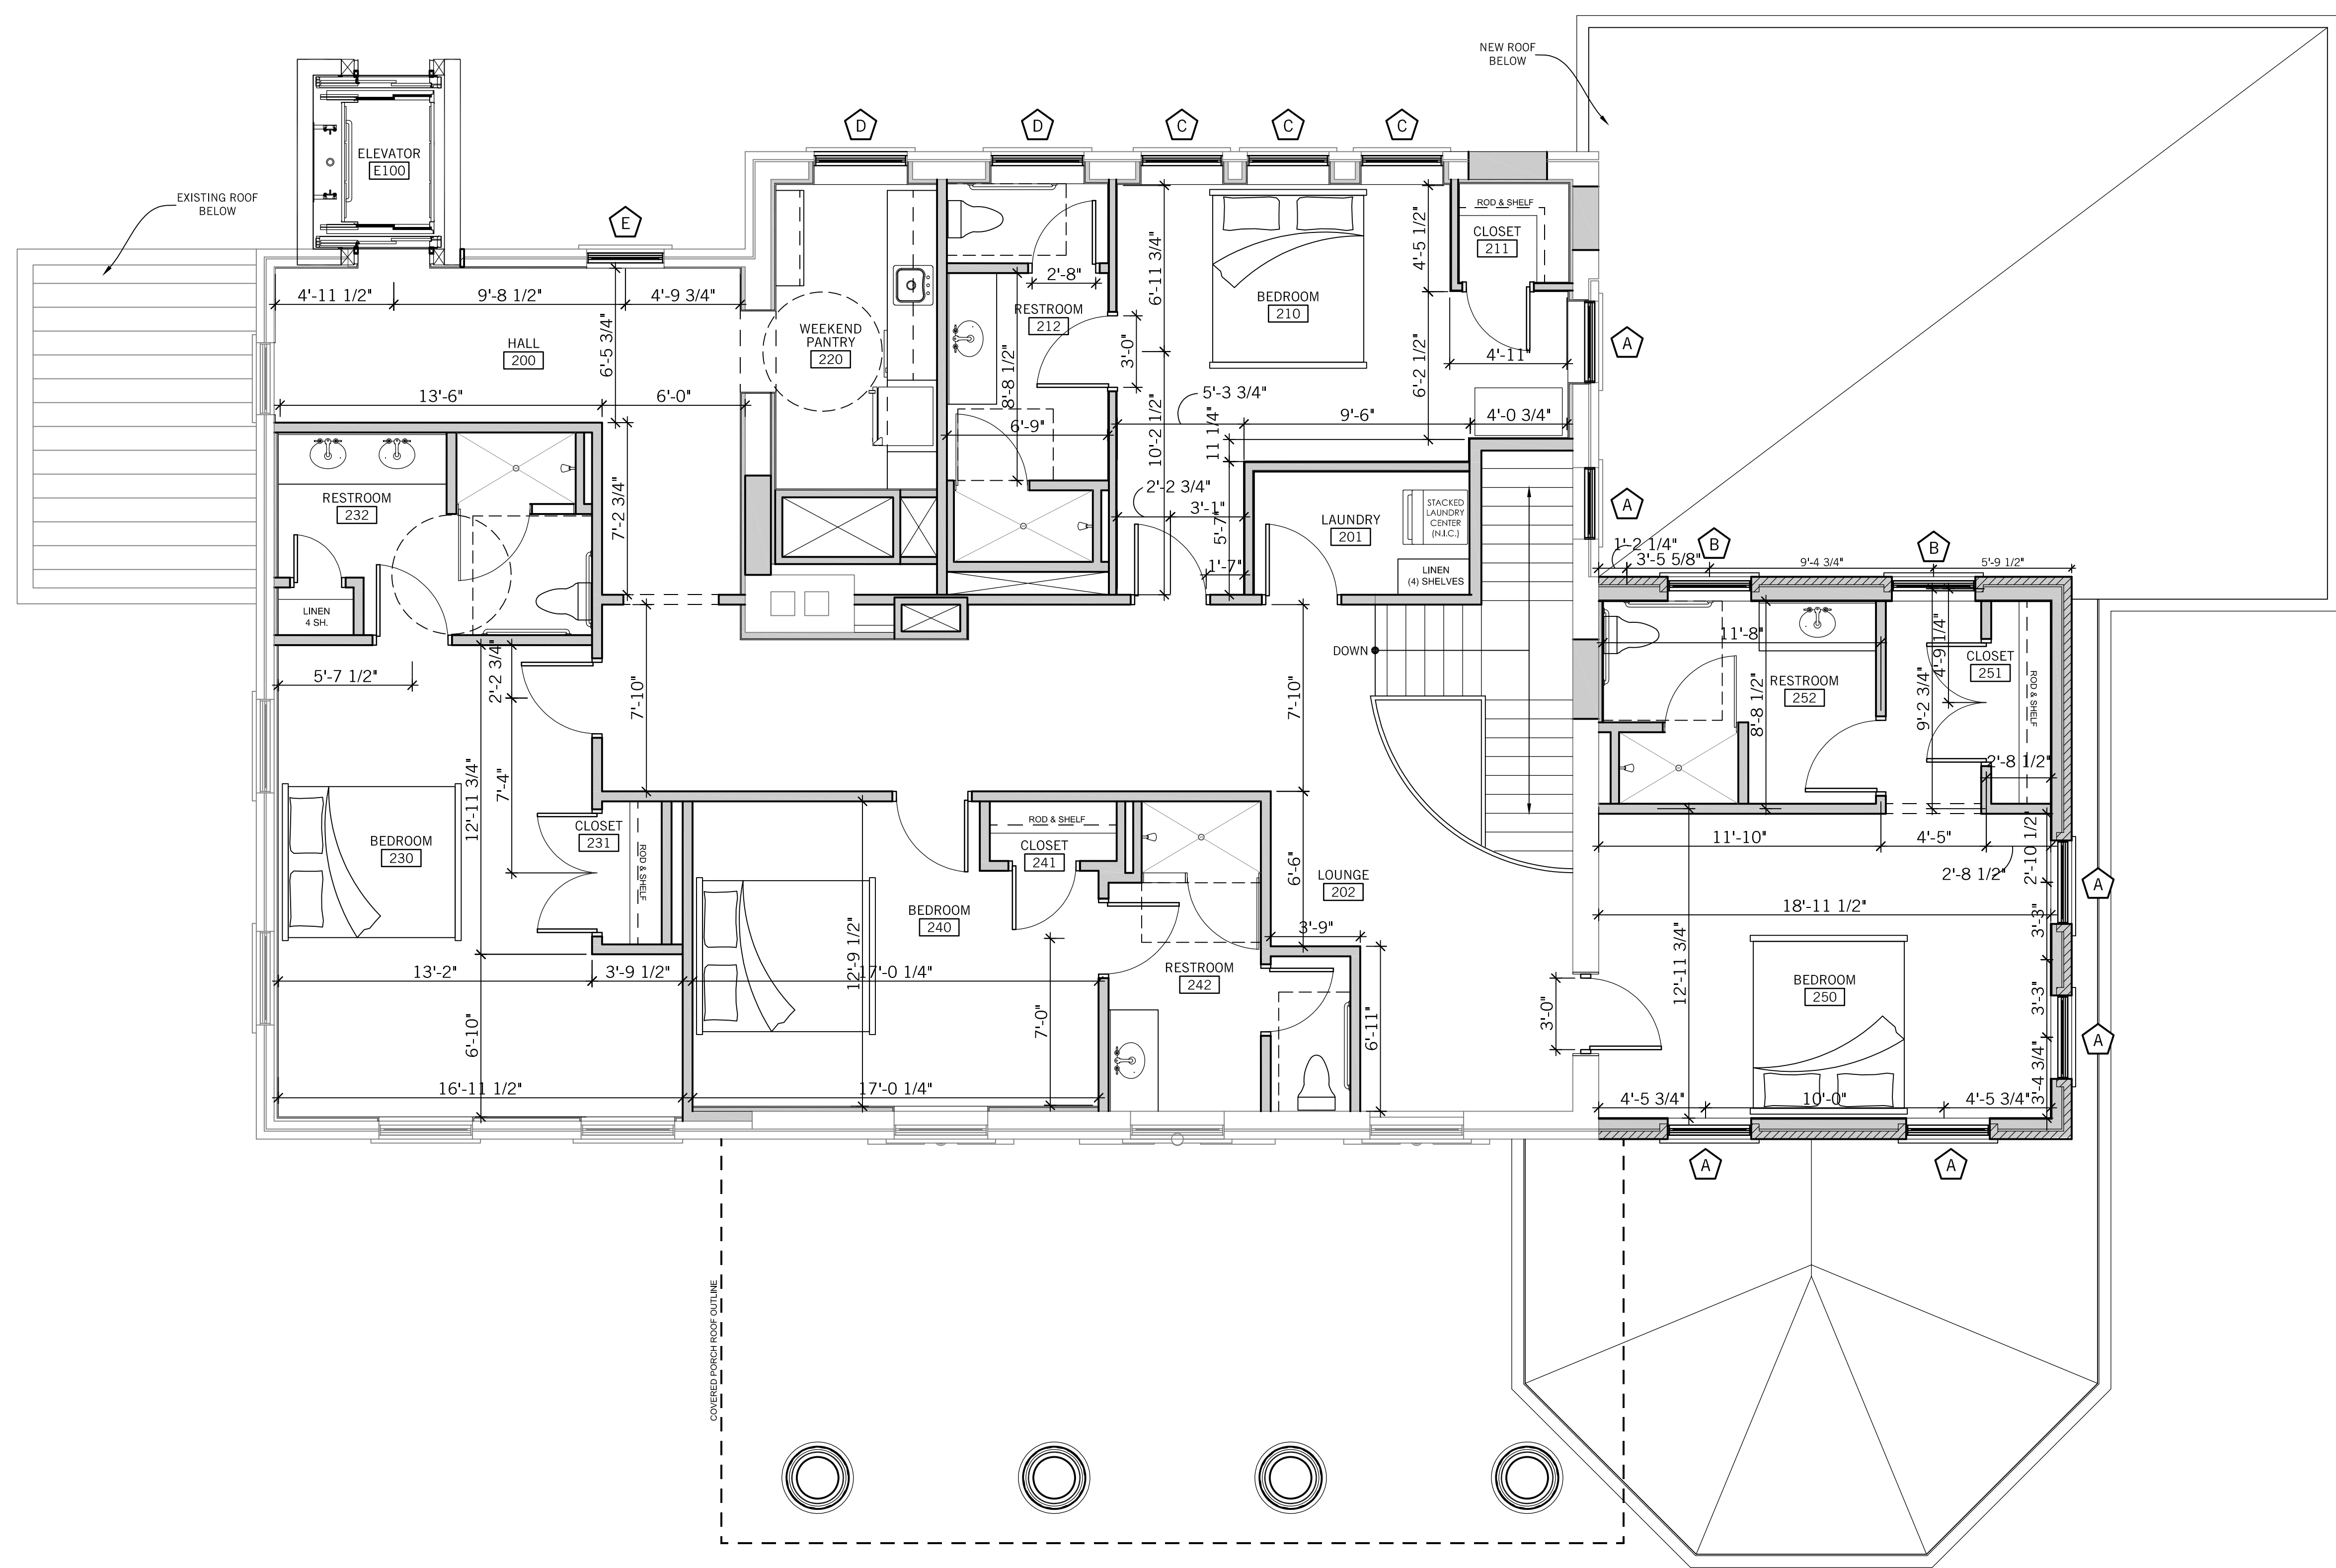 NEW ROOF
BELOW
D
D
C
C
C
ELEVATOR
E100
EXISTING ROOF
BELOW
E
ROD & SHELF
CLOSET
211
4'-5 1/2"
6'-11 3/4"
2'-8"
4'-11 1/2"
9'-8 1/2"
4'-9 3/4"
BEDROOM
210
RESTROOM
212
WEEKEND
PANTRY
220
HALL
200
6'-5 3/4"
3'-0"
A
4'-11"
6'-2 1/2"
8'-8 1/2"
13'-6"
6'-0"
5'-3 3/4"
9'-6"
4'-0 3/4"
6'-9"
10'-2 1/2"
11 1/4"
RESTROOM
232
7'-2 3/4"
2'-2 3/4"
3'-1"
5'-7"
1'-7"
LAUNDRY
201
STACKED
LAUNDRY
CENTER
(N.I.C.)
LINEN
(4) SHELVES
A
1'-2 1/4"
3'-5 5/8"
B
9'-4 3/4"
B
5'-9 1/2"
LINEN
4 SH.
5'-7 1/2"
2'-2 3/4"
7'-10"
7'-10"
DOWN
11'-8"
RESTROOM
252
8'-8 1/2"
9'-2 3/4"
4'-9 1/4"
CLOSET
251
ROD & SHELF
2'-8 1/2"
7'-4"
12'-11 3/4"
BEDROOM
230
CLOSET
231
ROD & SHELF
ROD & SHELF
CLOSET
241
6'-6"
LOUNGE
202
11'-10"
4'-5"
2'-8 1/2"
2'-10 1/2"
A
18'-11 1/2"
BEDROOM
240
12'-9 1/2"
3'-9"
3'-3"
12'-11 3/4"
13'-2"
3'-9 1/2"
17'-0 1/4"
RESTROOM
242
BEDROOM
250
3'-3"
3'-0"
7'-0"
6'-11"
6'-10"
A
3'-4 3/4"
16'-11 1/2"
17'-0 1/4"
4'-5 3/4"
10'-0"
4'-5 3/4"
A
A
COVERED PORCH ROOF OUTLINE